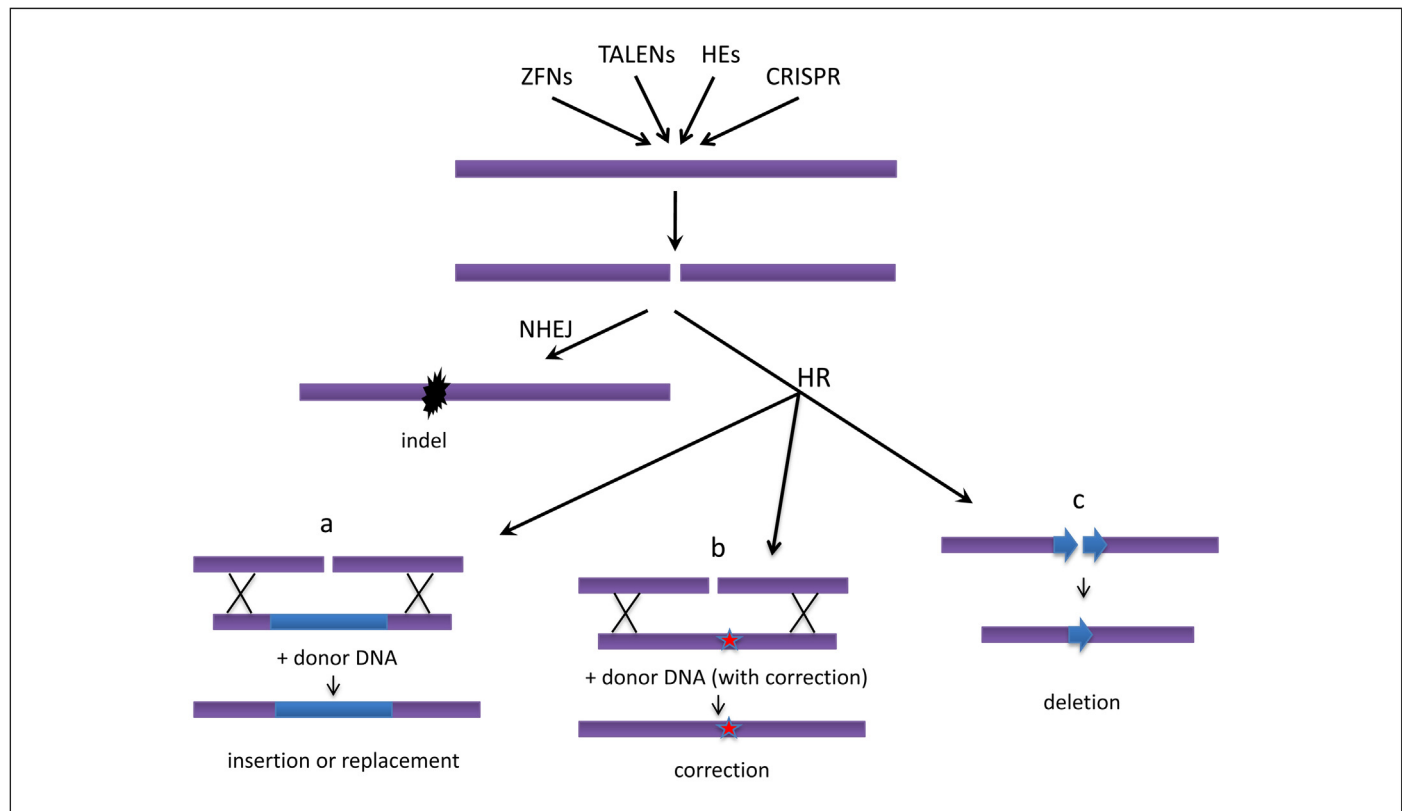 TALENs HEs
ZFNs CRISPR
NHEJ
HR
indel
a
b
c
+ donor DNA
+ donor DNA (with correction)
deletion
insertion or replacement
correction